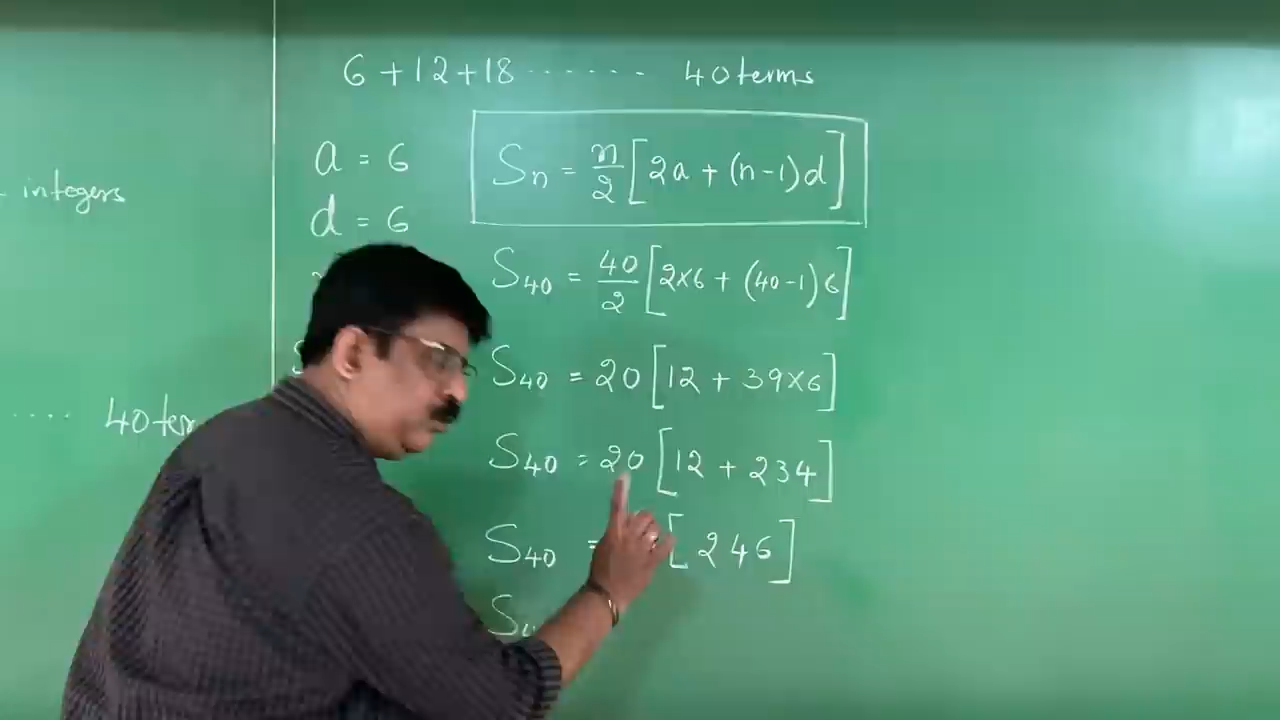 6 + 12 + 18 ....... 40 terms
integers
a = 6
Sn = n/2 [2a + (n-1)d]
d = 6
S40 = 40/2 [2×6 + (40-1)6]
S40 = 20 [12 + 39×6]
.... 40
S40 = 20 [12 + 234]
S40 = [246]